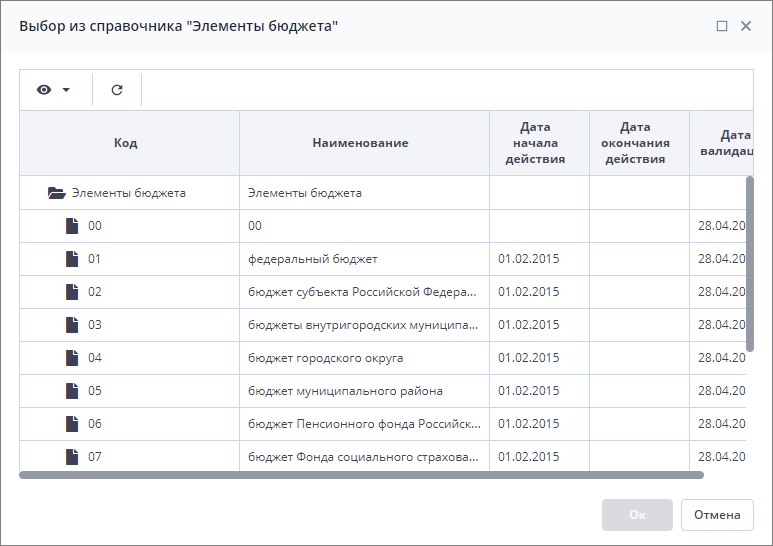 Выбор из справочника "Элементы бюджета"
Код Наименование Дата начала действия Дата окончания действия Дата валидац
Элементы бюджета Элементы бюджета
00 00 28.04.20
01 федеральный бюджет 01.02.2015 28.04.20
02 бюджет субъекта Российской Федера... 01.02.2015 28.04.20
03 бюджеты внутригородских муниципа... 01.02.2015 28.04.20
04 бюджет городского округа 01.02.2015 28.04.20
05 бюджет муниципального района 01.02.2015 28.04.20
06 бюджет Пенсионного фонда Российск... 01.02.2015 28.04.20
07 бюджет Фонда социального страхова... 01.02.2015 28.04.20
Ок Отмена